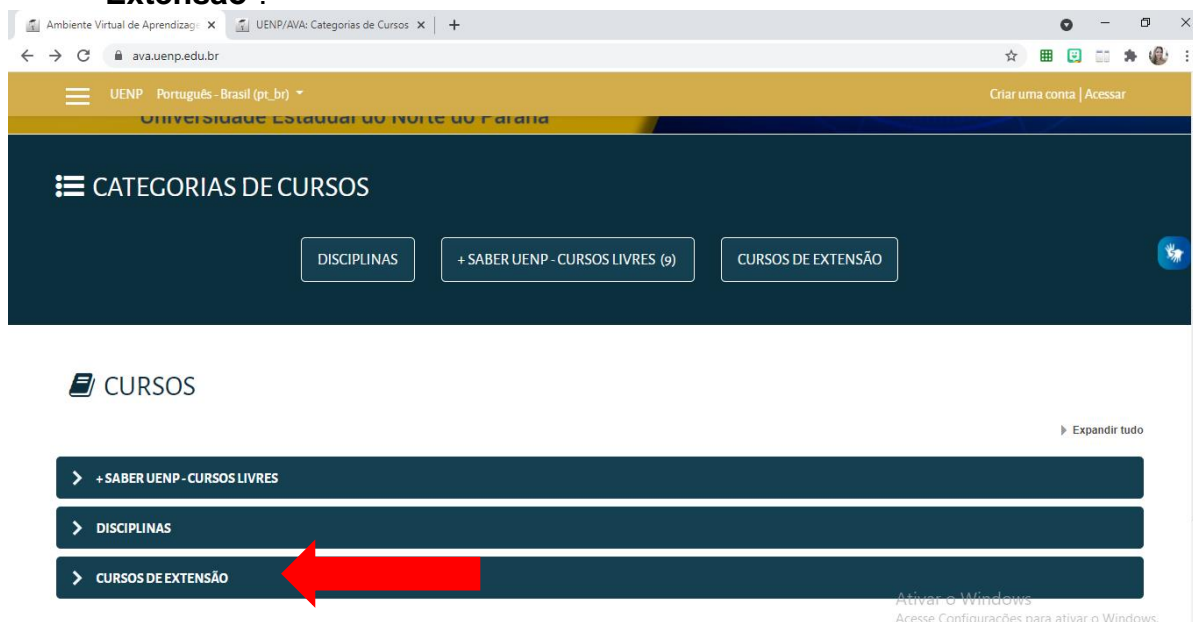 Extensão".
Ambiente Virtual de Aprendizage
UENP/AVA: Categorias de Cursos
ava.uenp.edu.br
UENP Português - Brasil (pt_br)
Criar uma conta | Acessar
Universidade Estadual do Norte do Paraná
CATEGORIAS DE CURSOS
DISCIPLINAS
+ SABER UENP - CURSOS LIVRES (9)
CURSOS DE EXTENSÃO
CURSOS
Expandir tudo
+ SABER UENP - CURSOS LIVRES
DISCIPLINAS
CURSOS DE EXTENSÃO
Ativar o Windows
Acesse Configurações para ativar o Windows.